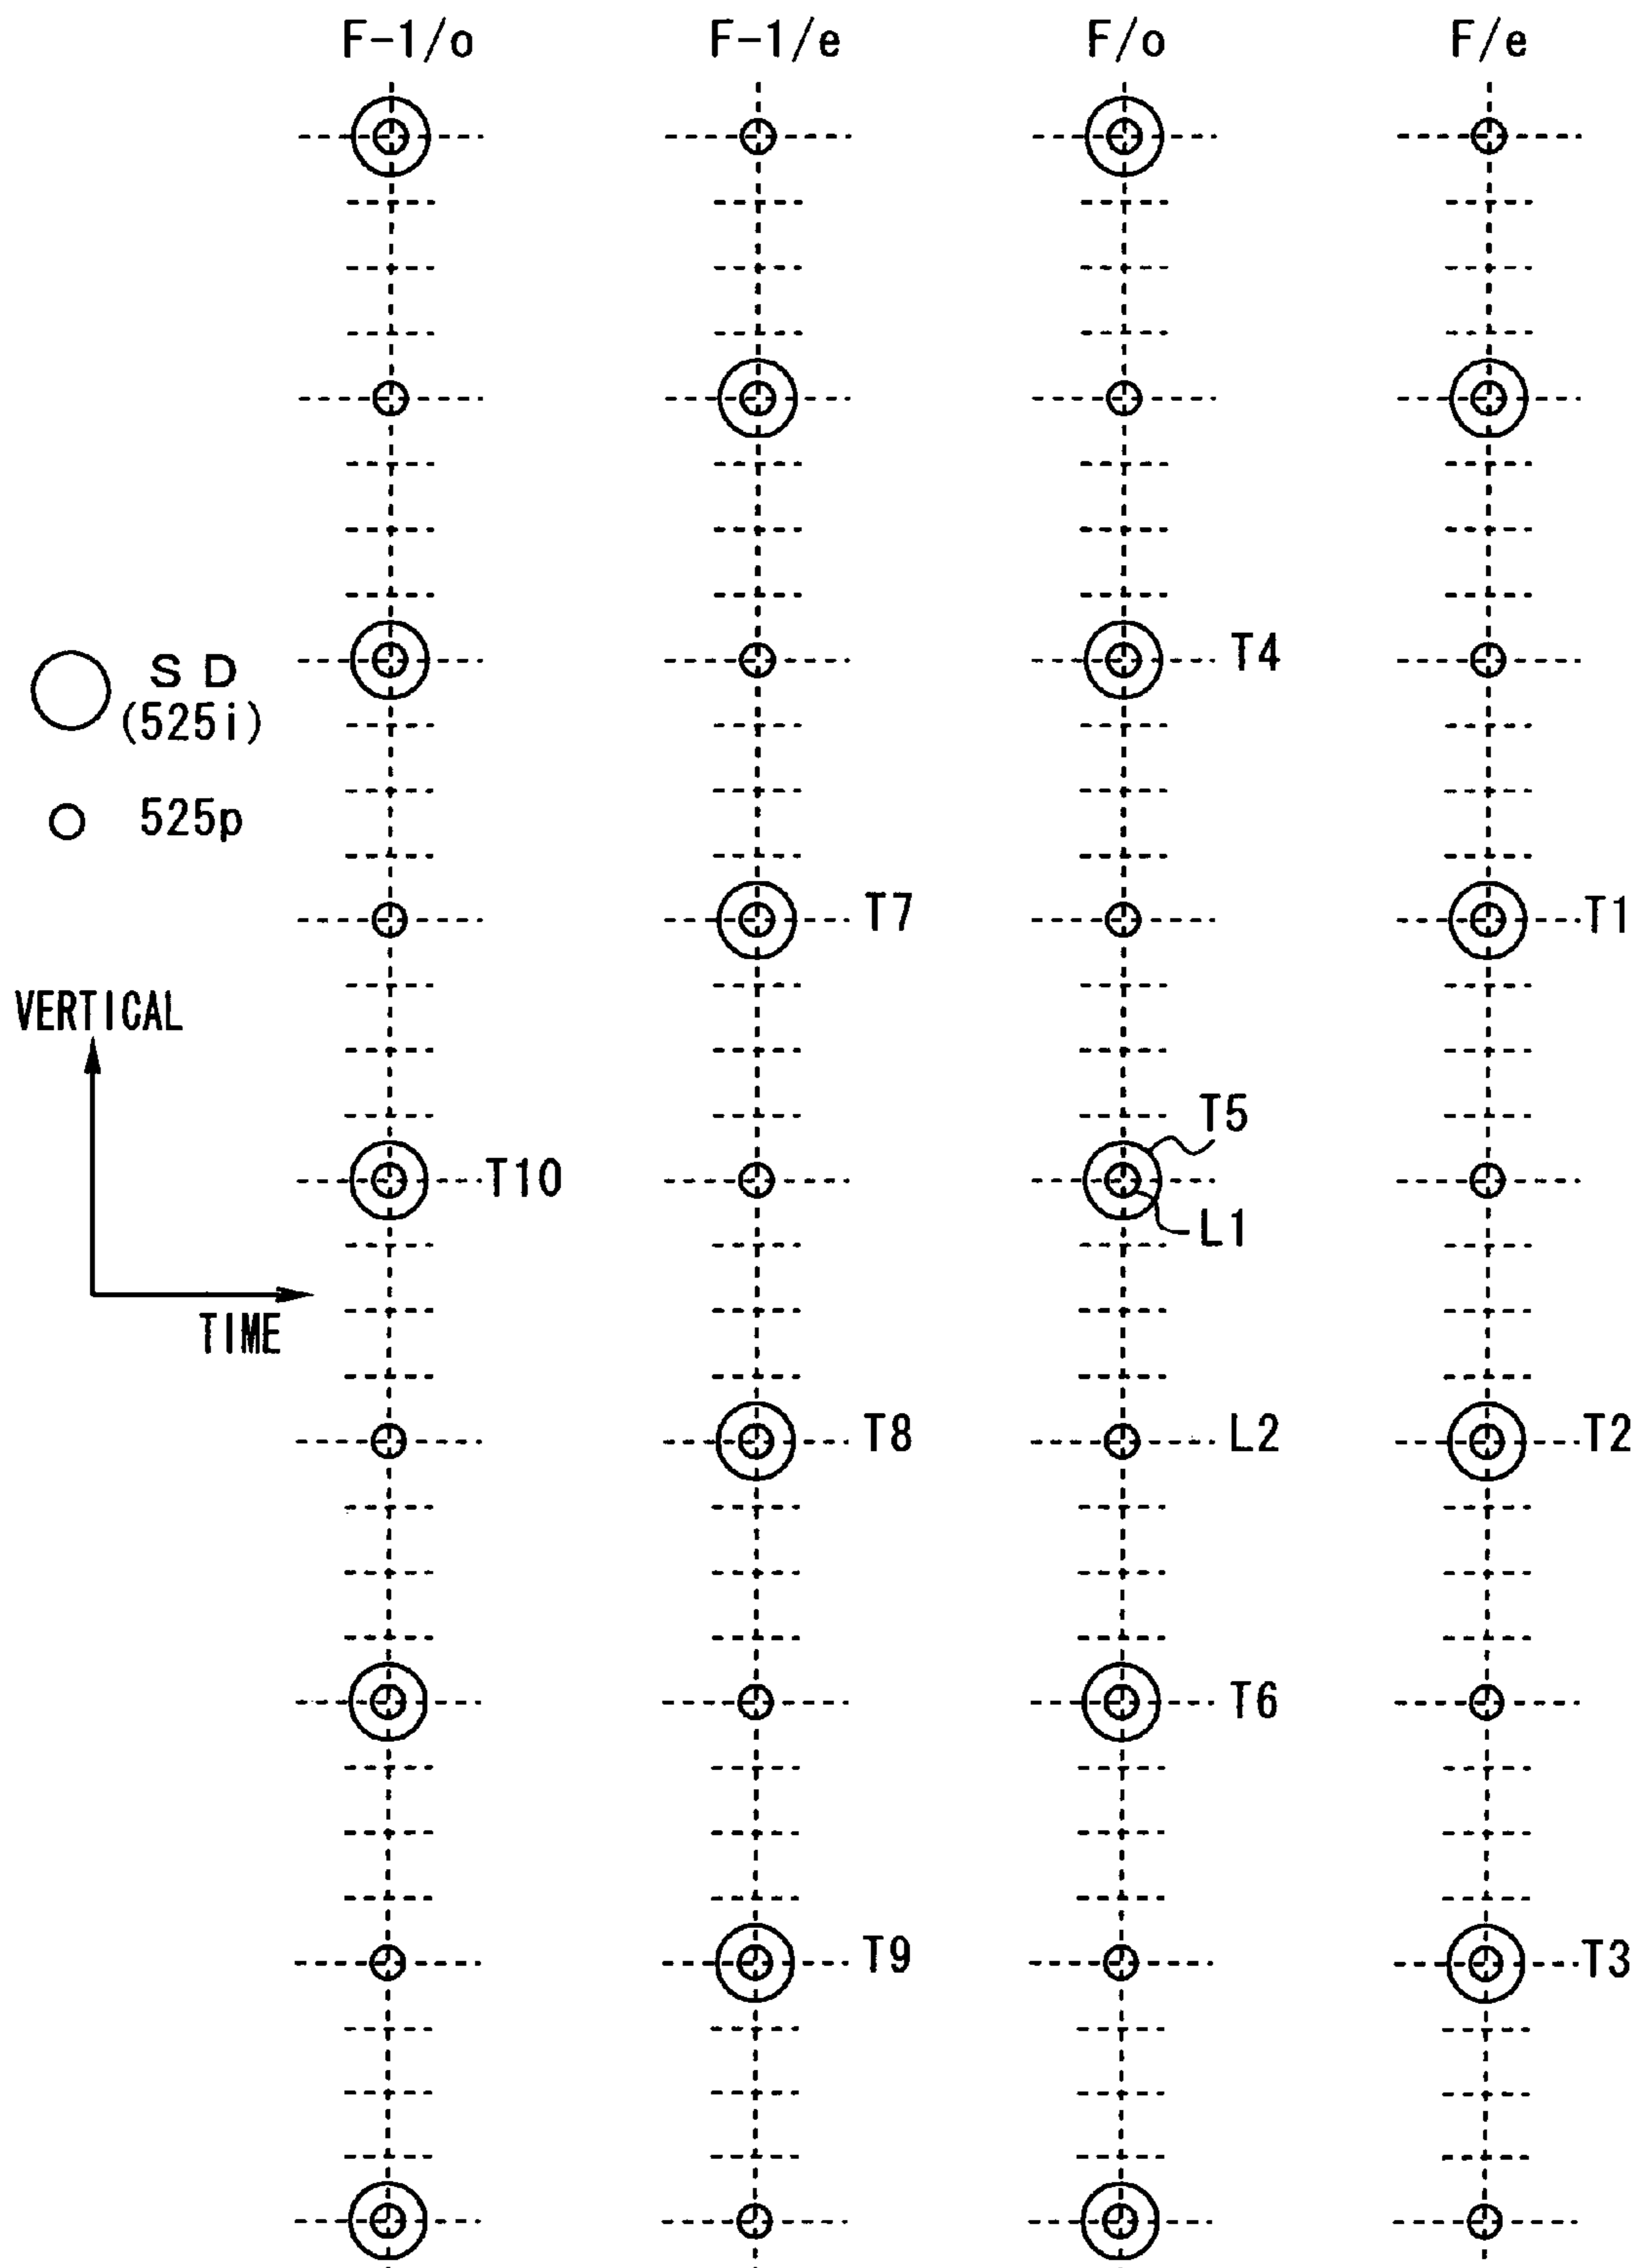 F-1/o F-1/e F/o F/e
T4
S D
(525i)
525p
T7 T1
VERTICAL
T5
T10
L1
TIME
T8 L2 T2
T6
T9 T3